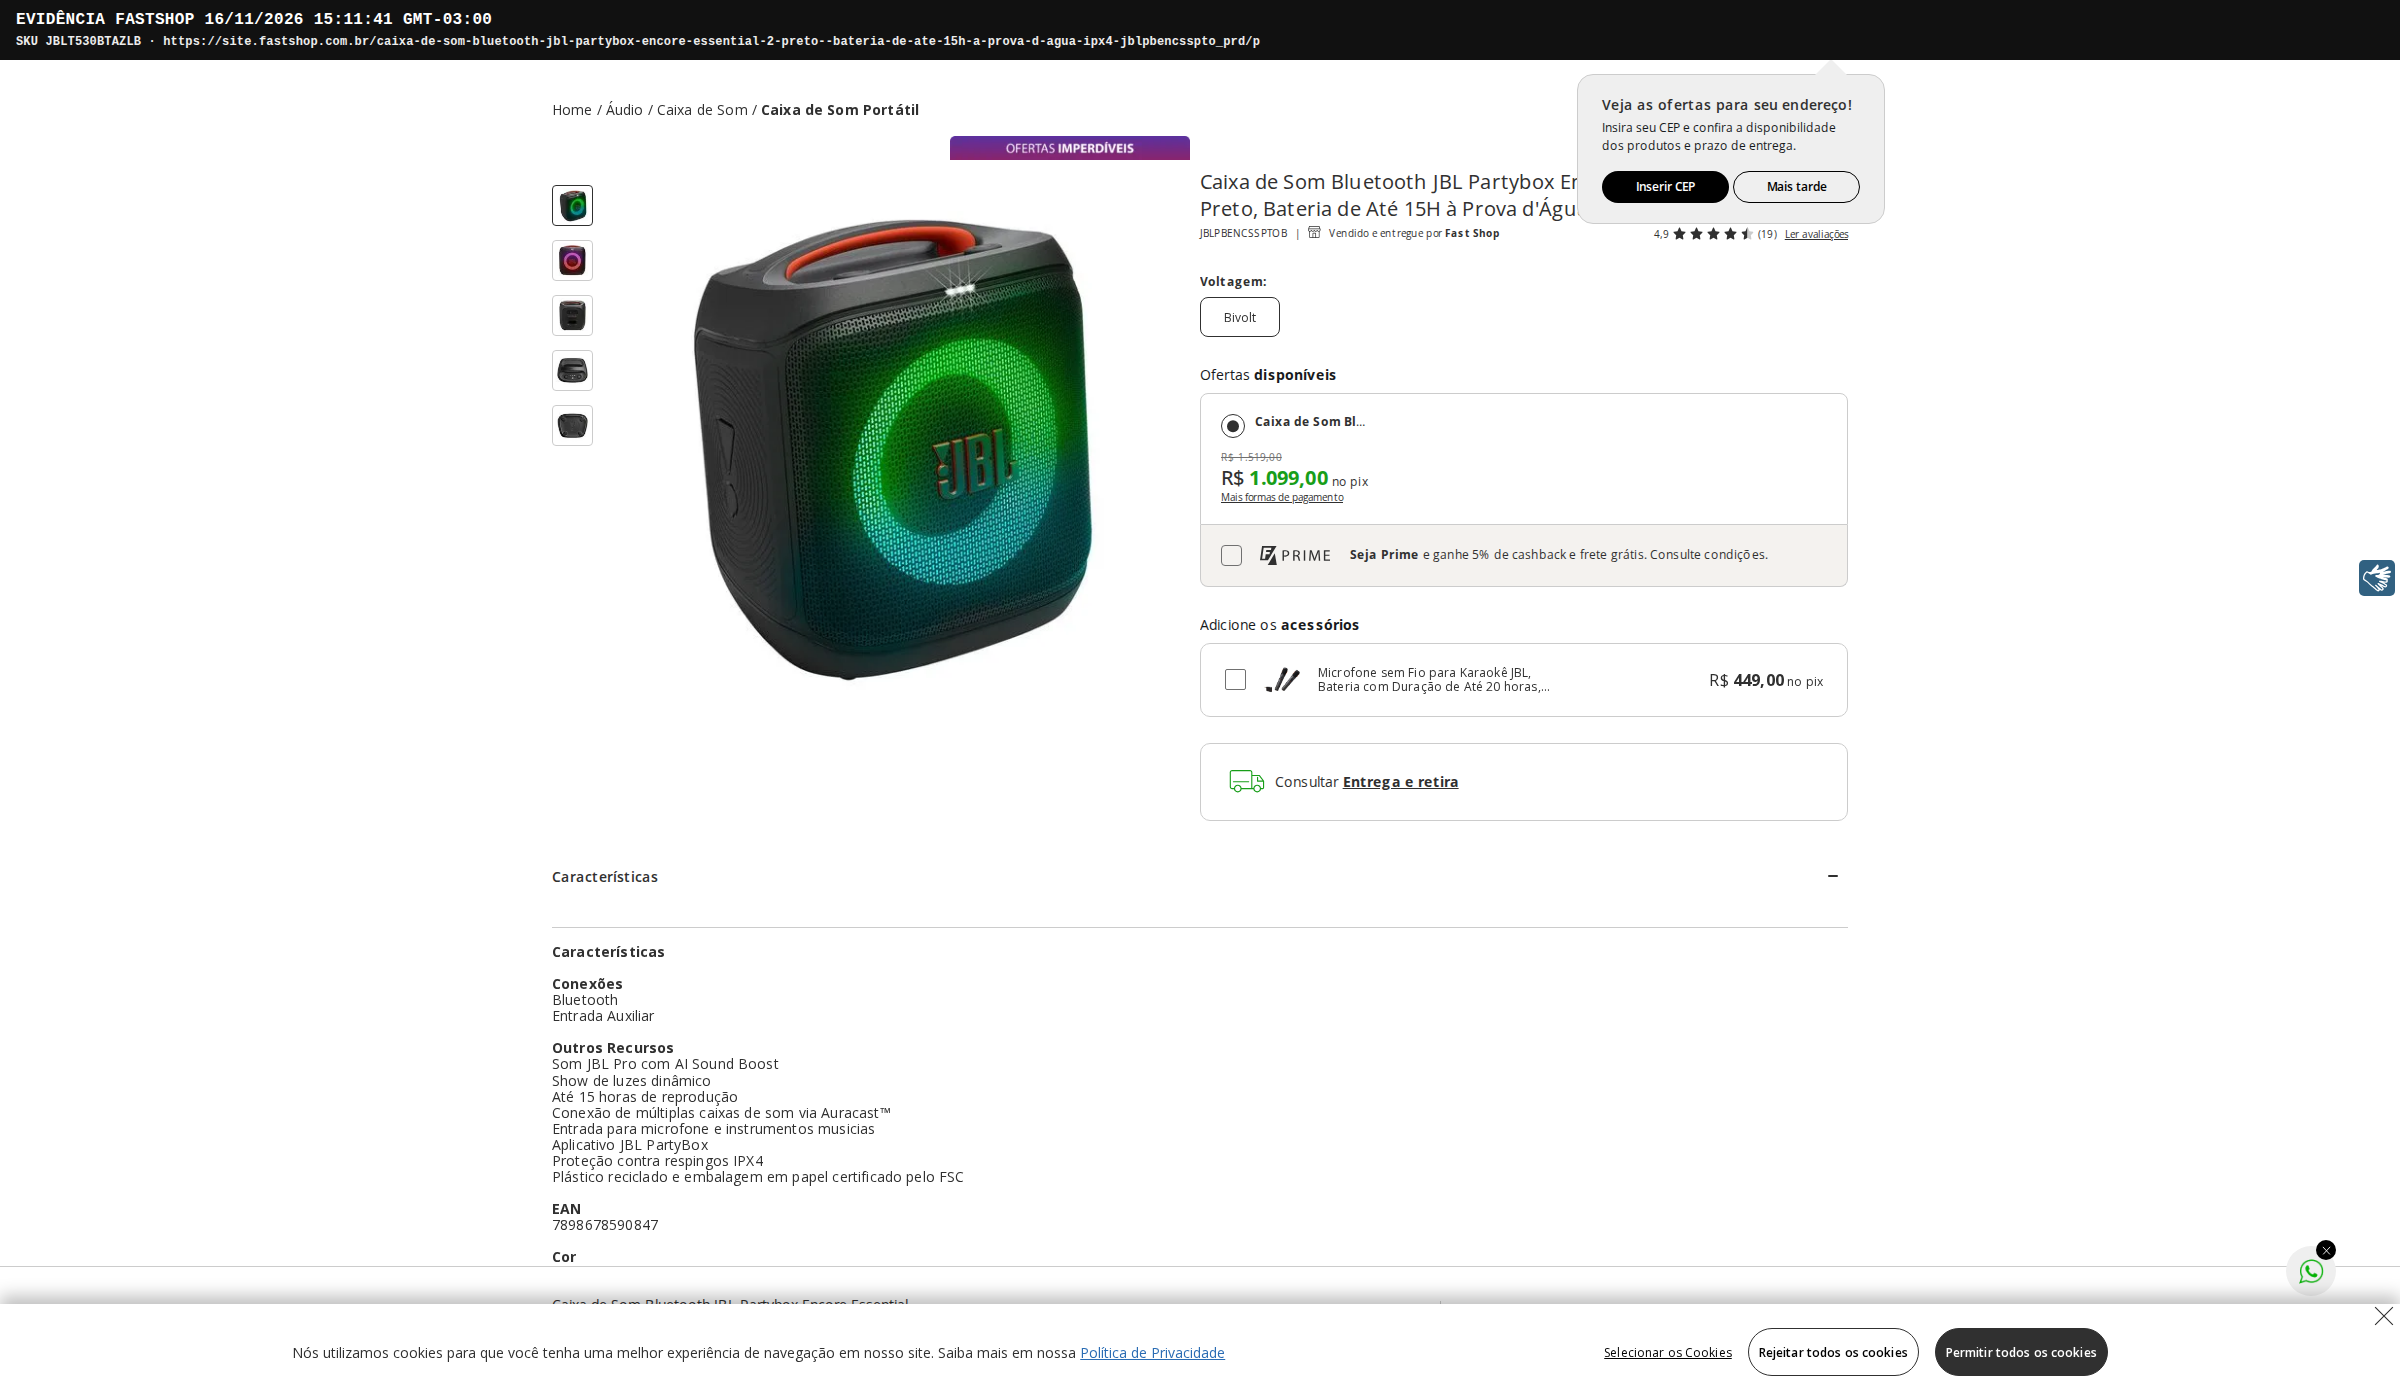 EVIDÊNCIA FASTSHOP 16/11/2026 15:11:41 GMT-03:00
SKU JBLT530BTAZLB · https://site.fastshop.com.br/caixa-de-som-bluetooth-jbl-partybox-encore-essential-2-preto--bateria-de-ate-15h-a-prova-d-agua-ipx4-jblpbencsspto_prd/p
Home / Áudio / Caixa de Som / Caixa de Som Portátil
OFERTAS IMPERDÍVEIS
Veja as ofertas para seu endereço!
Insira seu CEP e confira a disponibilidade
dos produtos e prazo de entrega.
Inserir CEP
Mais tarde
Caixa de Som Bluetooth JBL Partybox
Preto, Bateria de Até 15H à Prova
JBLPBENCSSPTOB | Vendido e entregue por Fast Shop
4,9 (19) Ler avaliações
Voltagem:
Bivolt
Ofertas disponíveis
Caixa de Som Bl...
R$ 1.519,00
R$ 1.099,00 no pix
Mais formas de pagamento
PRIME Seja Prime e ganhe 5% de cashback e frete grátis. Consulte condições.
Adicione os acessórios
Microfone sem Fio para Karaokê JBL,
Bateria com Duração de Até 20 horas,...
R$ 449,00 no pix
Consultar Entrega e retira
JBL
Características
Características
Conexões
Bluetooth
Entrada Auxiliar
Outros Recursos
Som JBL Pro com AI Sound Boost
Show de luzes dinâmico
Até 15 horas de reprodução
Conexão de múltiplas caixas de som via Auracast™
Entrada para microfone e instrumentos musicias
Aplicativo JBL PartyBox
Proteção contra respingos IPX4
Plástico reciclado e embalagem em papel certificado pelo FSC
EAN
7898678590847
Cor
Caixa de Som Bluetooth JBL Partybox Encore Essential
Nós utilizamos cookies para que você tenha uma melhor experiência de navegação em nosso site. Saiba mais em nossa Política de Privacidade
Selecionar os Cookies
Rejeitar todos os cookies
Permitir todos os cookies